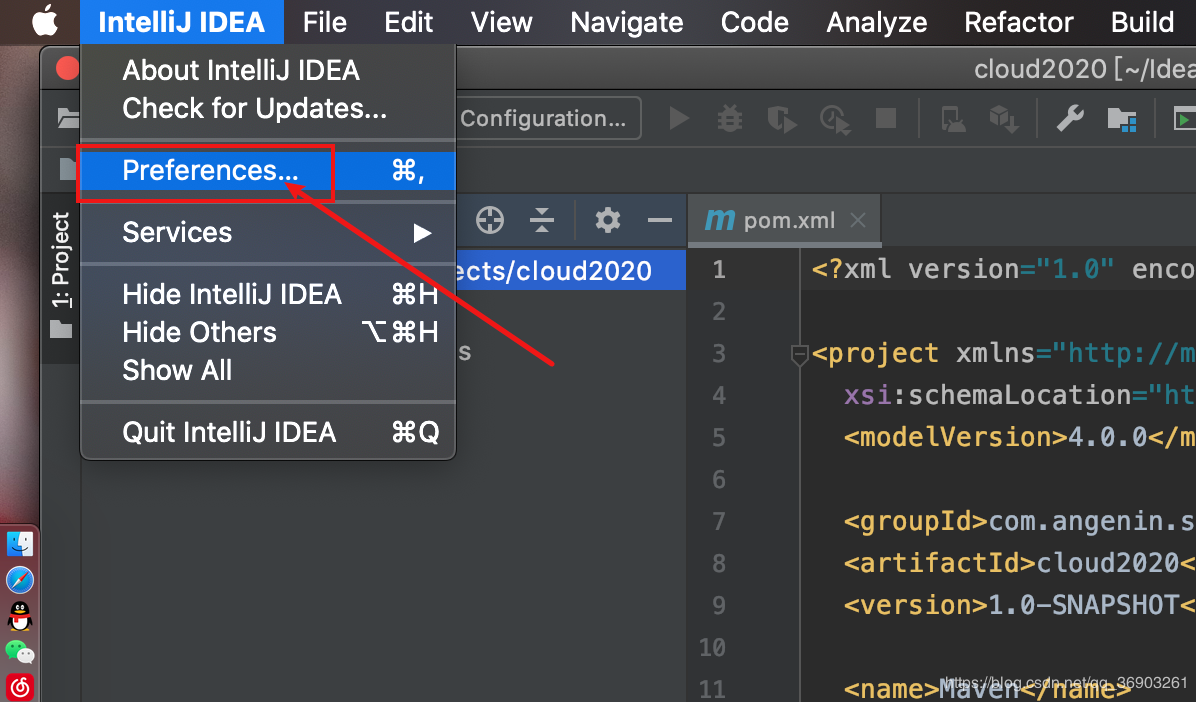 IntelliJ IDEA File Edit View Navigate Code Analyze Refactor Build
About IntelliJ IDEA
Check for Updates...
Preferences... ⌘,
Services ▶
Hide IntelliJ IDEA ⌘H
Hide Others ⌥⌘H
Show All
Quit IntelliJ IDEA ⌘Q
cloud2020 [~/Idea
Configuration...
1: Project
ects/cloud2020
s
m pom.xml
1 <?xml version="1.0" enco
2
3 <project xmlns="http://m
4 xsi:schemaLocation="ht
5 <modelVersion>4.0.0</m
6
7 <groupId>com.angenin.s
8 <artifactId>cloud2020<
9 <version>1.0-SNAPSHOT<
10
11 <name>Maven</name>
https://blog.csdn.net/qq_36903261